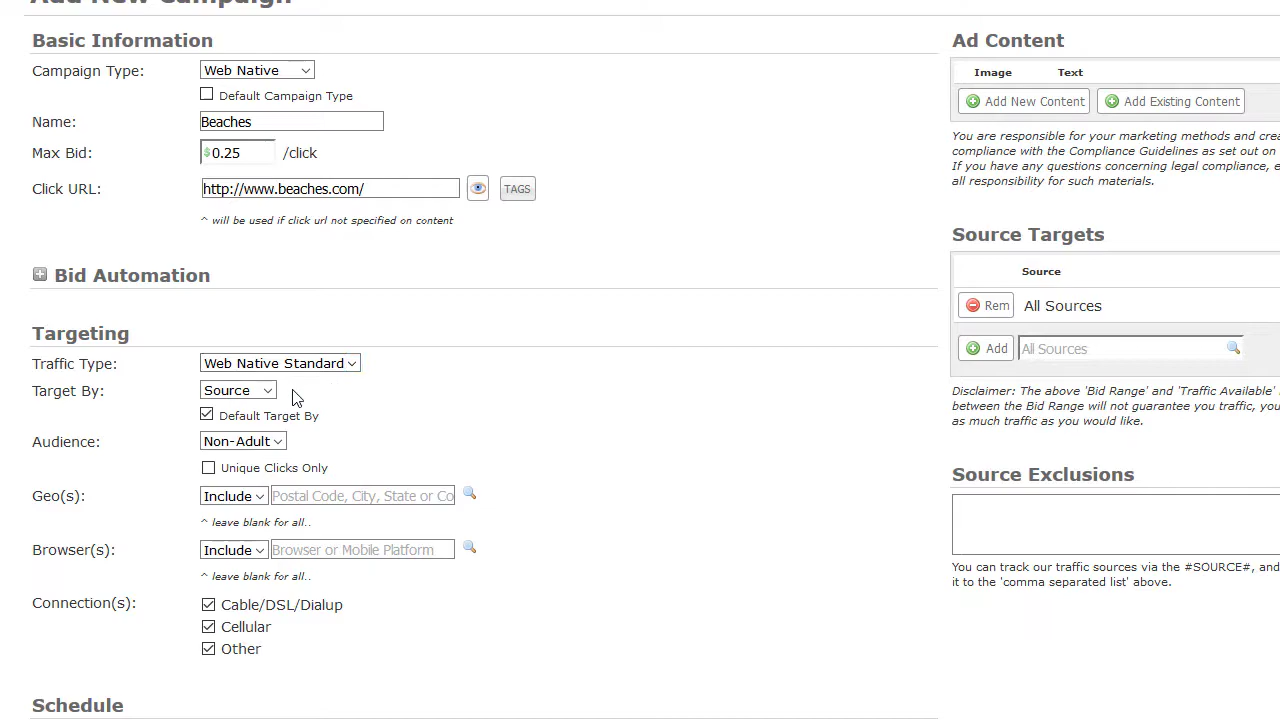 Add New Campaign
Basic Information
Campaign Type:
Web Native
Default Campaign Type
Name:
Beaches
Max Bid:
$0.25
/click
Click URL:
http://www.beaches.com/
TAGS
^ will be used if click url not specified on content
Bid Automation
Targeting
Traffic Type:
Web Native Standard
Target By:
Source
Default Target By
Audience:
Non-Adult
Unique Clicks Only
Geo(s):
Include
Postal Code, City, State or Co
^ leave blank for all..
Browser(s):
Include
Browser or Mobile Platform
^ leave blank for all..
Connection(s):
Cable/DSL/Dialup
Cellular
Other
Schedule
Ad Content
Image Text
Add New Content
Add Existing Content
You are responsible for your marketing methods and crea
compliance with the Compliance Guidelines as set out on
If you have any questions concerning legal compliance, e
all responsibility for such materials.
Source Targets
Source
Rem
All Sources
Add
All Sources
Disclaimer: The above 'Bid Range' and 'Traffic Available'
between the Bid Range will not guarantee you traffic, you
as much traffic as you would like.
Source Exclusions
You can track our traffic sources via the #SOURCE#, and
it to the 'comma separated list' above.